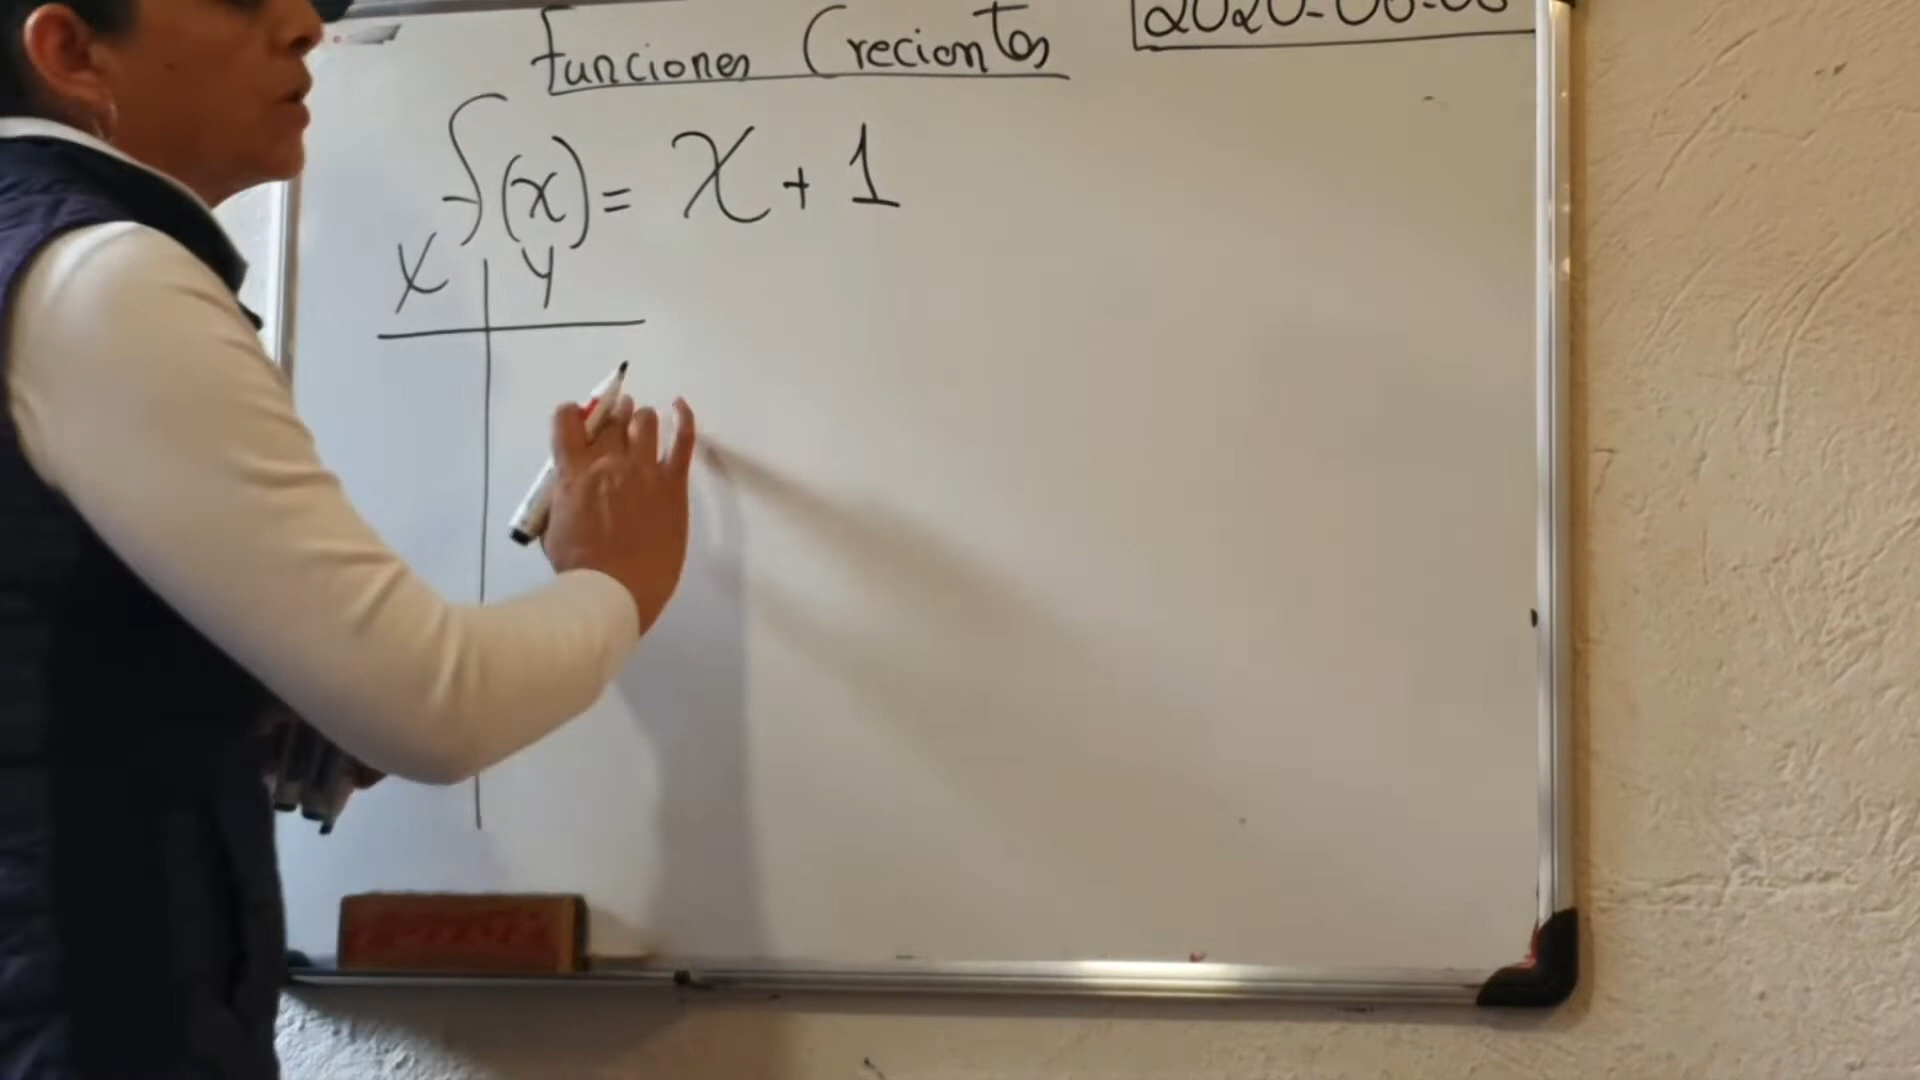 Funciones Crecientes
f(x) = x + 1
x y